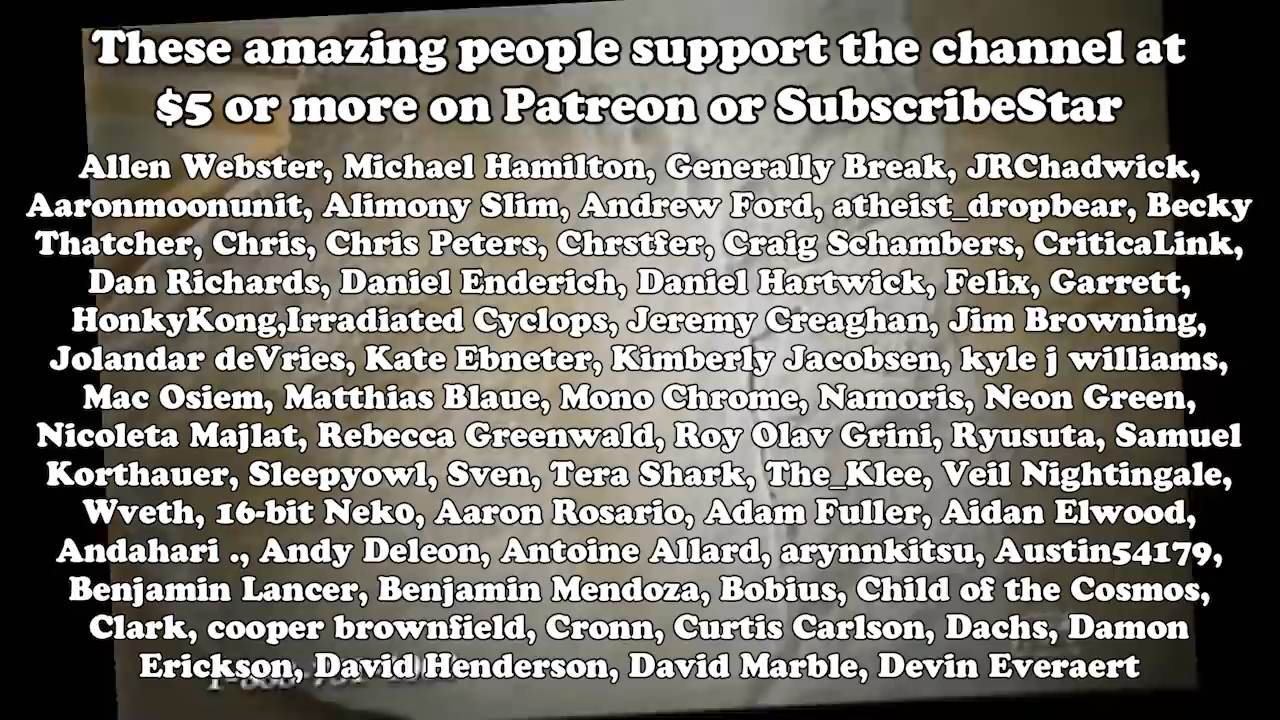 These amazing people support the channel at
$5 or more on Patreon or SubscribeStar
Allen Webster, Michael Hamilton, Generally Break, JRChadwick,
Aaronmoonunit, Alimony Slim, Andrew Ford, atheist_dropbear, Becky
Thatcher, Chris, Chris Peters, Chrstfer, Craig Schambers, CriticaLink,
Dan Richards, Daniel Enderich, Daniel Hartwick, Felix, Garrett,
HonkyKong,Irradiated Cyclops, Jeremy Creaghan, Jim Browning,
Jolandar deVries, Kate Ebneter, Kimberly Jacobsen, kyle j williams,
Mac Osiem, Matthias Blaue, Mono Chrome, Namoris, Neon Green,
Nicoleta Majlat, Rebecca Greenwald, Roy Olav Grini, Ryusuta, Samuel
Korthauer, Sleepyowl, Sven, Tera Shark, The_Klee, Veil Nightingale,
Wveth, 16-bit Neko, Aaron Rosario, Adam Fuller, Aidan Elwood,
Andahari ., Andy Deleon, Antoine Allard, arynnkitsu, Austin54179,
Benjamin Lancer, Benjamin Mendoza, Bobius, Child of the Cosmos,
Clark, cooper brownfield, Cronn, Curtis Carlson, Dachs, Damon
Erickson, David Henderson, David Marble, Devin Everaert